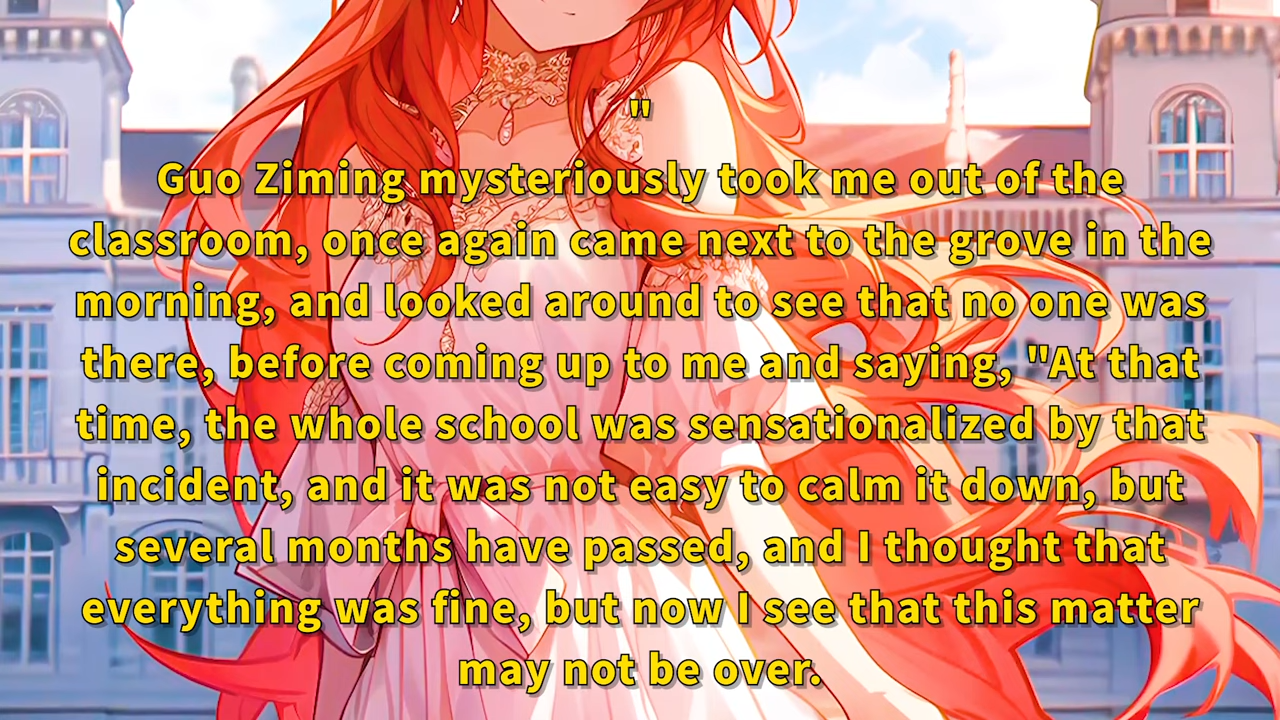 "
Guo Ziming mysteriously took me out of the
classroom, once again came next to the grove in the
morning, and looked around to see that no one was
there, before coming up to me and saying, "At that
time, the whole school was sensationalized by that
incident, and it was not easy to calm it down, but
several months have passed, and I thought that
everything was fine, but now I see that this matter
may not be over.